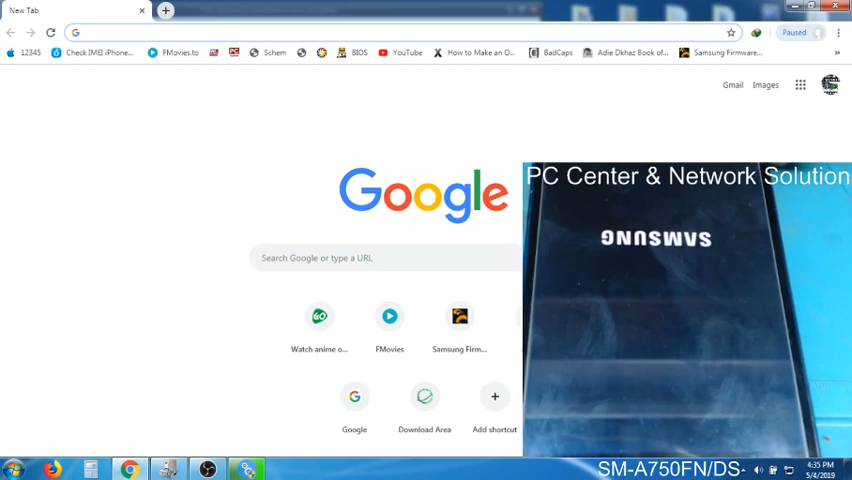 New Tab
Paused
12345
Check IMEI iPhone...
FMovies.to
Schem
BIOS
YouTube
How to Make an O...
BadCaps
Adie Dkhaz Book of...
Samsung Firmware...
»
Gmail
Images
Google
PC Center & Network Solution
SAMSUNG
Search Google or type a URL
Watch anime o...
FMovies
Samsung Firm...
Google
Download Area
Add shortcut
SM-A750FN/DS
4:35 PM
5/4/2019